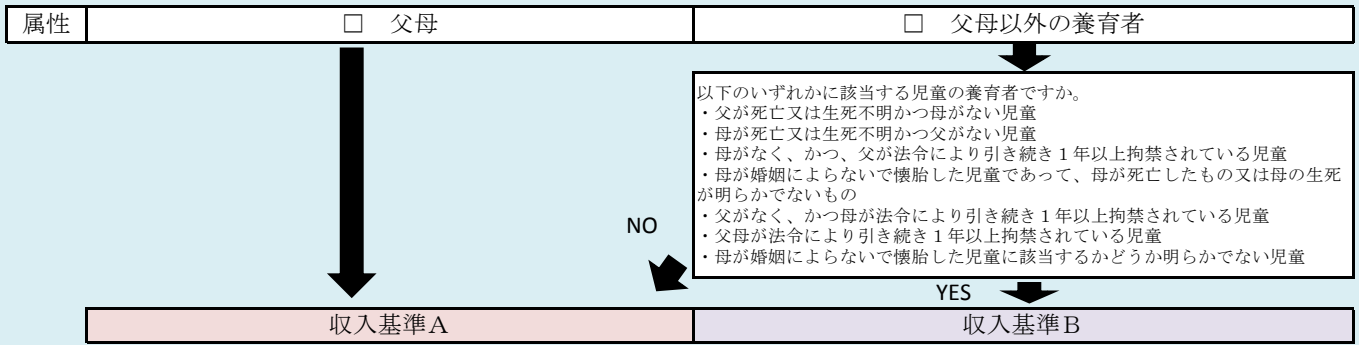 属性
□ 父母
□ 父母以外の養育者
以下のいずれかに該当する児童の養育者ですか。
・父が死亡又は生死不明かつ母がない児童
・母が死亡又は生死不明かつ父がない児童
・母がなく、かつ、父が法令により引き続き１年以上拘禁されている児童
・母が婚姻によらないで懐胎した児童であって、母が死亡したもの又は母の生死
が明らかでないもの
・父がなく、かつ母が法令により引き続き１年以上拘禁されている児童
・父母が法令により引き続き１年以上拘禁されている児童
・母が婚姻によらないで懐胎した児童に該当するかどうか明らかでない児童
NO
YES
収入基準Ａ
収入基準Ｂ